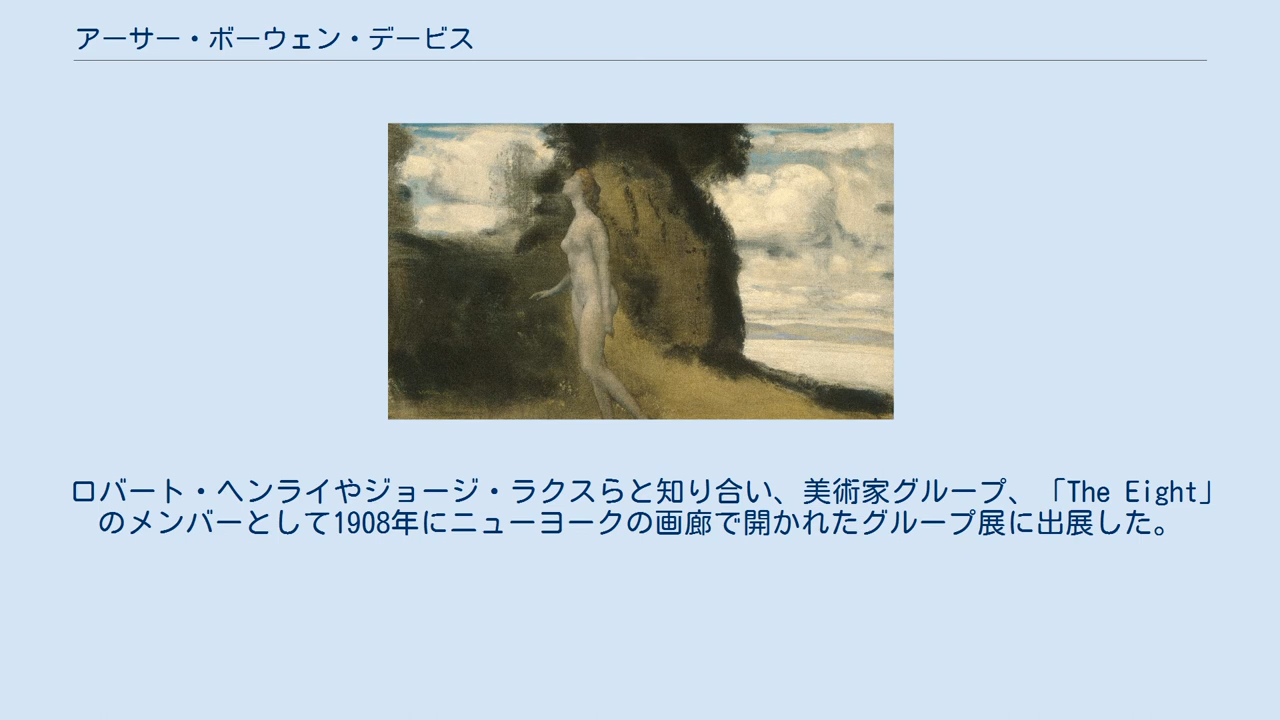 アーサー・ボーウェン・デービス
ロバート・ヘンライやジョージ・ラクスらと知り合い、美術家グループ、「The Eight」
のメンバーとして1908年にニューヨークの画廊で開かれたグループ展に出展した。